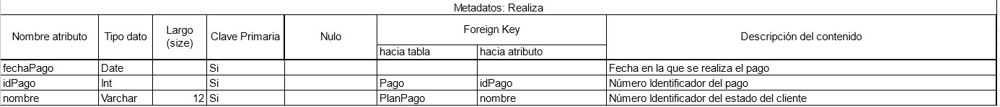 Metadatos: Realiza
Nombre atributo Tipo dato Largo (size) Clave Primaria Nulo Foreign Key Descripción del contenido
hacia tabla hacia atributo
fechaPago Date Si Fecha en la que se realiza el pago
idPago Int Si Pago idPago Número Identificador del pago
nombre Varchar 12 Si PlanPago nombre Número Identificador del estado del cliente